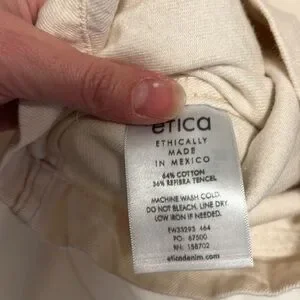 etica
ETHICALLY
MADE
IN MEXICO
64% COTTON
36% REFIBRA TENCEL
MACHINE WASH COLD.
DO NOT BLEACH. LINE DRY.
LOW IRON IF NEEDED.
EW33293 464
PO: 67500
RN: 158702
eticadenim.com